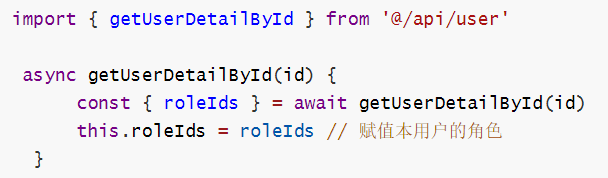 import { getUserDetailById } from '@/api/user'
async getUserDetailById(id) {
const { roleIds } = await getUserDetailById(id)
this.roleIds = roleIds // 赋值本用户的角色
}